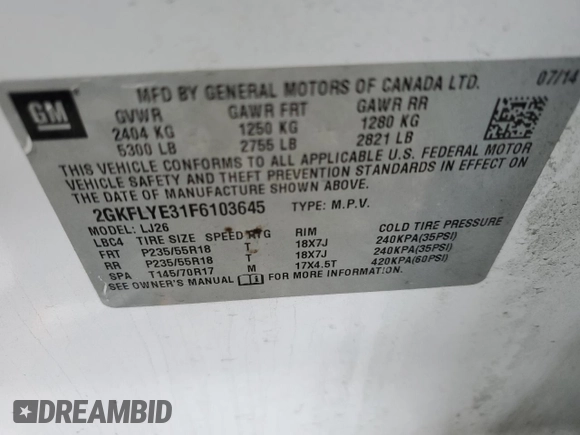 GM
MFD BY GENERAL MOTORS OF CANADA LTD. 07/14
GVWR GAWR FRT GAWR RR
2404 KG 1250 KG 1280 KG
5300 LB 2755 LB 2821 LB
THIS VEHICLE CONFORMS TO ALL APPLICABLE U.S. FEDERAL MOTOR
VEHICLE SAFETY AND THEFT PREVENTION STANDARDS IN EFFECT ON
THE DATE OF MANUFACTURE SHOWN ABOVE.
2GKFLYE31F6103645 TYPE: M.P.V.
MODEL: LJ26
LBC4 TIRE SIZE SPEED RTG RIM COLD TIRE PRESSURE
FRT P235/55R18 T 18X7J 240KPA(35PSI)
RR P235/55R18 T 18X7J 240KPA(35PSI)
SPA T145/70R17 M 17X4.5T 420KPA(60PSI)
SEE OWNER'S MANUAL FOR MORE INFORMATION.
DREAMBID